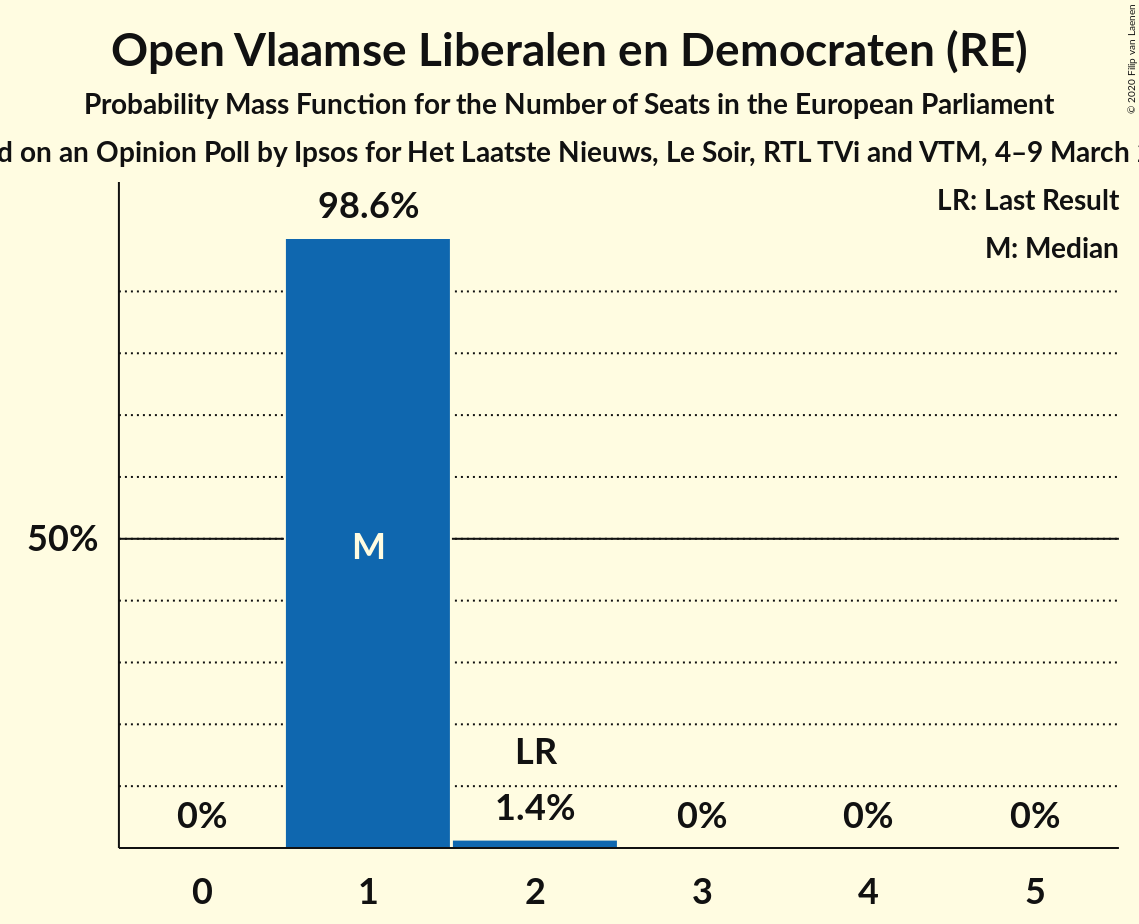 Open Vlaamse Liberalen en Democraten (RE)
Probability Mass Function for the Number of Seats in the European Parliament
on an Opinion Poll by Ipsos for Het Laatste Nieuws, Le Soir, RTL TVi and VTM, 4–9 March
© 2020 Filip van Laenen
LR: Last Result
M: Median
98.6%
50%
M
LR
0%
1.4%
0%
0%
0%
0
1
2
3
4
5